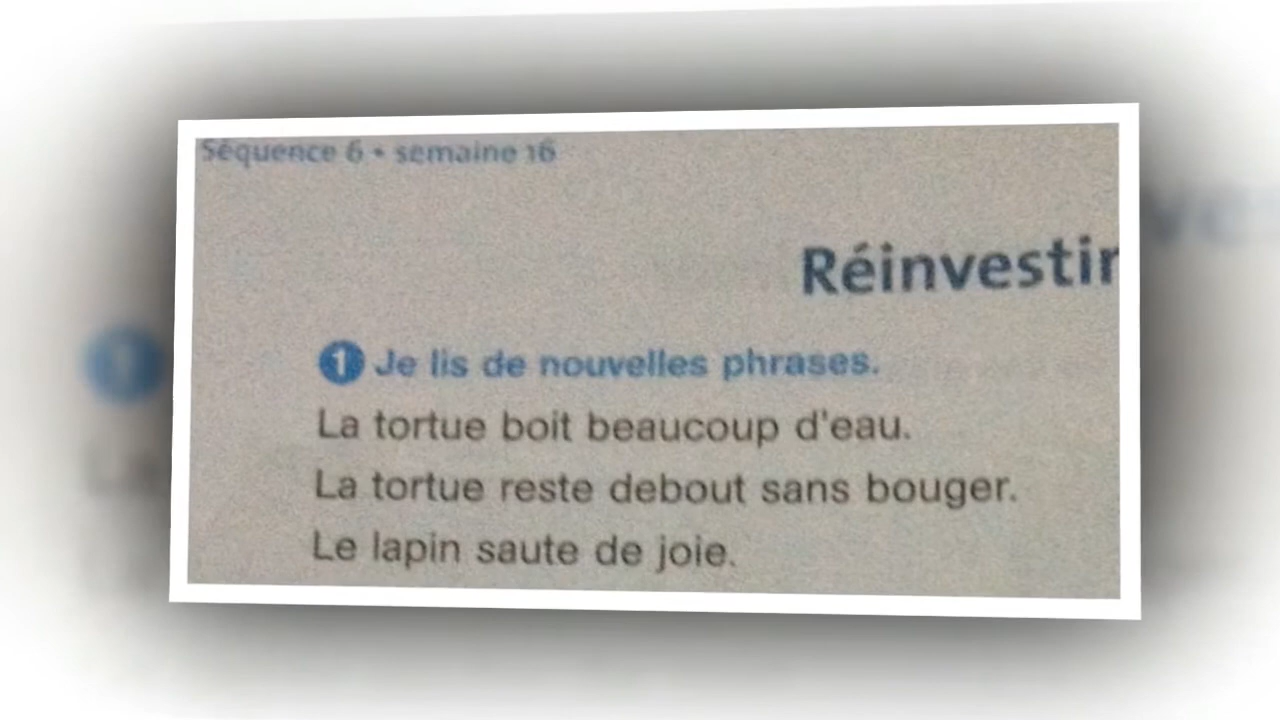 Séquence 6 • semaine 16
Réinvestir
1 Je lis de nouvelles phrases.
La tortue boit beaucoup d'eau.
La tortue reste debout sans bouger.
Le lapin saute de joie.